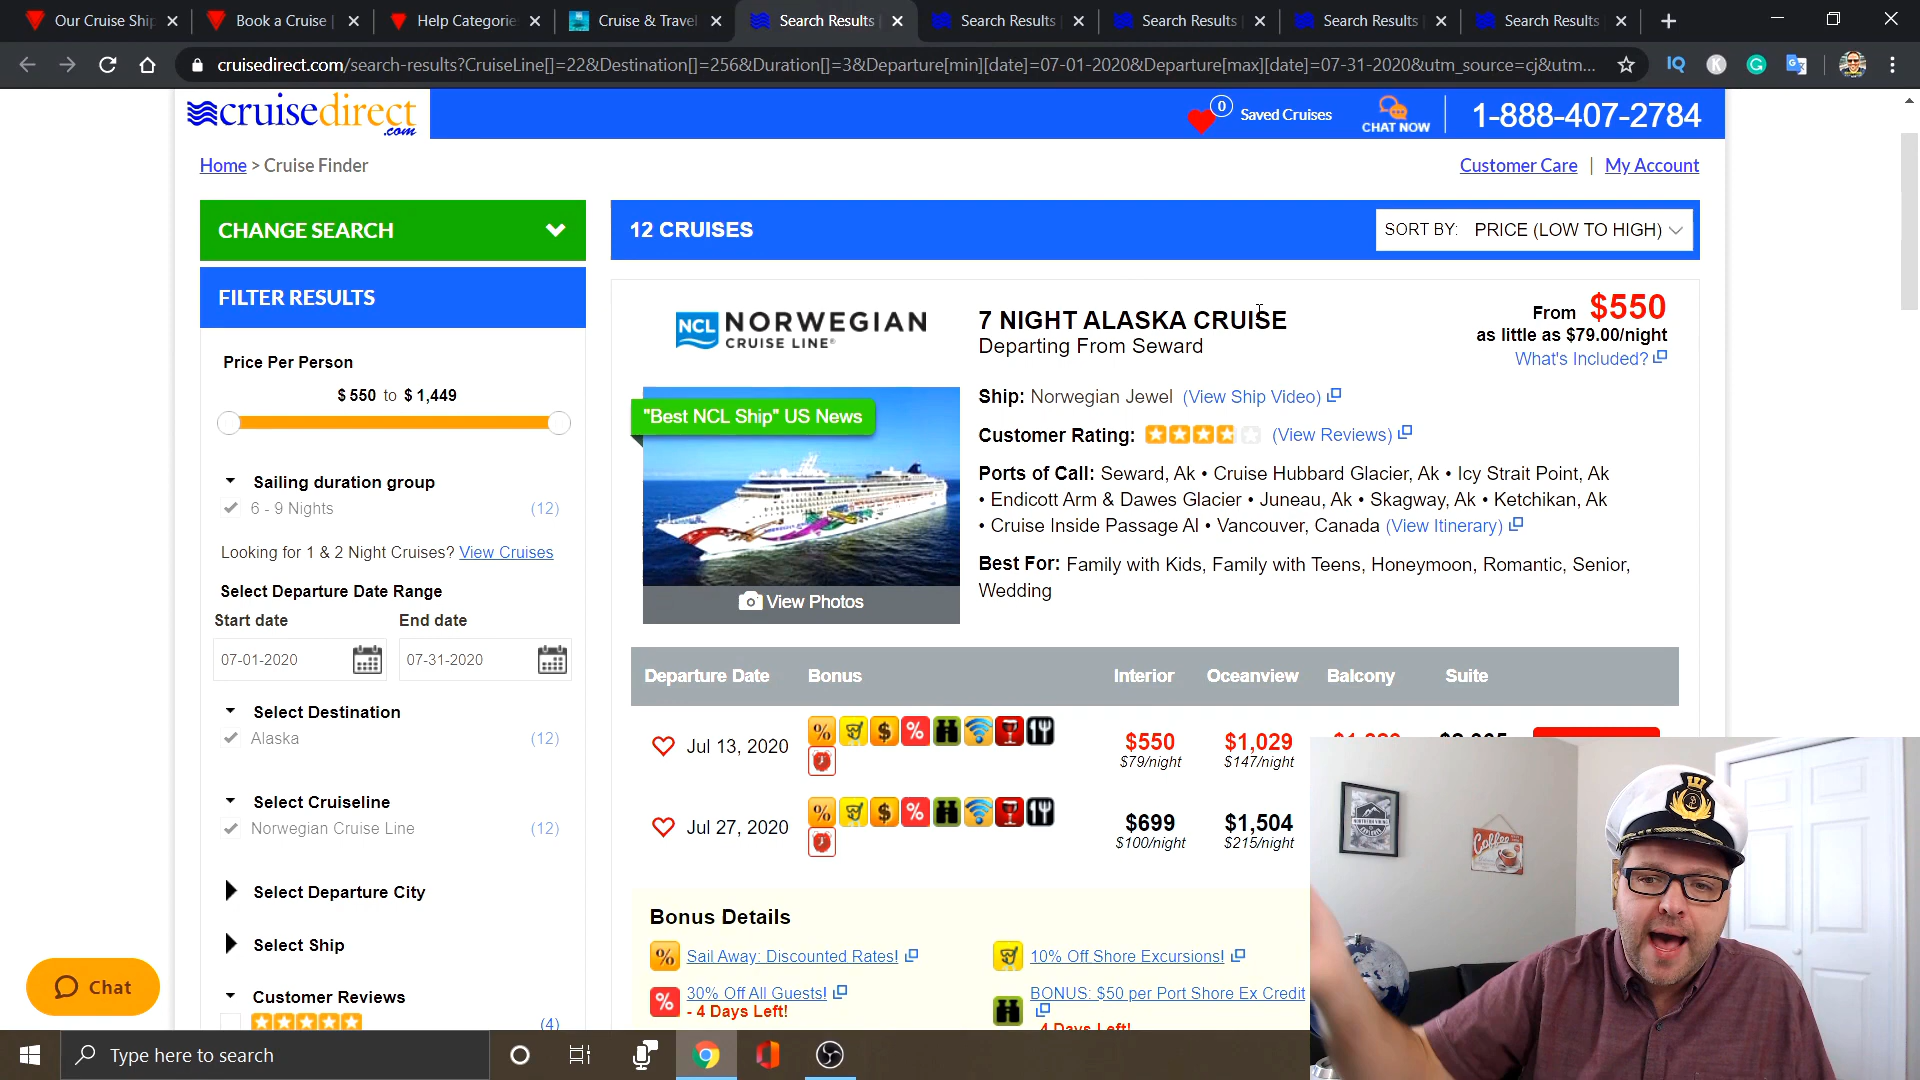 Our Cruise Ship
Book a Cruise |
Help Categorie
Cruise & Travel
Search Results |
Search Results
Search Results
Search Results
Search Results
cruisedirect.com/search-results?CruiseLine[]=22&Destination[]=256&Duration[]=3&Departure[min][date]=07-01-2020&Departure[max][date]=07-31-2020&utm_source=cj&utm...
IQ
K
G
cruisedirect
.com
0
Saved Cruises
CHAT NOW
1-888-407-2784
Home > Cruise Finder
Customer Care | My Account
CHANGE SEARCH
12 CRUISES
SORT BY: PRICE (LOW TO HIGH)
FILTER RESULTS
Price Per Person
$ 550 to $ 1,449
Sailing duration group
6 - 9 Nights (12)
Looking for 1 & 2 Night Cruises? View Cruises
Select Departure Date Range
Start date End date
07-01-2020 07-31-2020
Select Destination
Alaska (12)
Select Cruiseline
Norwegian Cruise Line (12)
Select Departure City
Select Ship
Customer Reviews
(4)
NCL NORWEGIAN
CRUISE LINE®
7 NIGHT ALASKA CRUISE
Departing From Seward
From $550
as little as $79.00/night
What's Included?
"Best NCL Ship" US News
View Photos
Ship: Norwegian Jewel (View Ship Video)
Customer Rating: (View Reviews)
Ports of Call: Seward, Ak • Cruise Hubbard Glacier, Ak • Icy Strait Point, Ak
• Endicott Arm & Dawes Glacier • Juneau, Ak • Skagway, Ak • Ketchikan, Ak
• Cruise Inside Passage Al • Vancouver, Canada (View Itinerary)
Best For: Family with Kids, Family with Teens, Honeymoon, Romantic, Senior,
Wedding
Departure Date Bonus Interior Oceanview Balcony Suite
Jul 13, 2020 $550 $1,029
$79/night $147/night
Jul 27, 2020 $699 $1,504
$100/night $215/night
Bonus Details
Sail Away: Discounted Rates!
10% Off Shore Excursions!
30% Off All Guests!
- 4 Days Left!
BONUS: $50 per Port Shore Ex Credit
4 Days Left!
Coffee
Chat
Type here to search